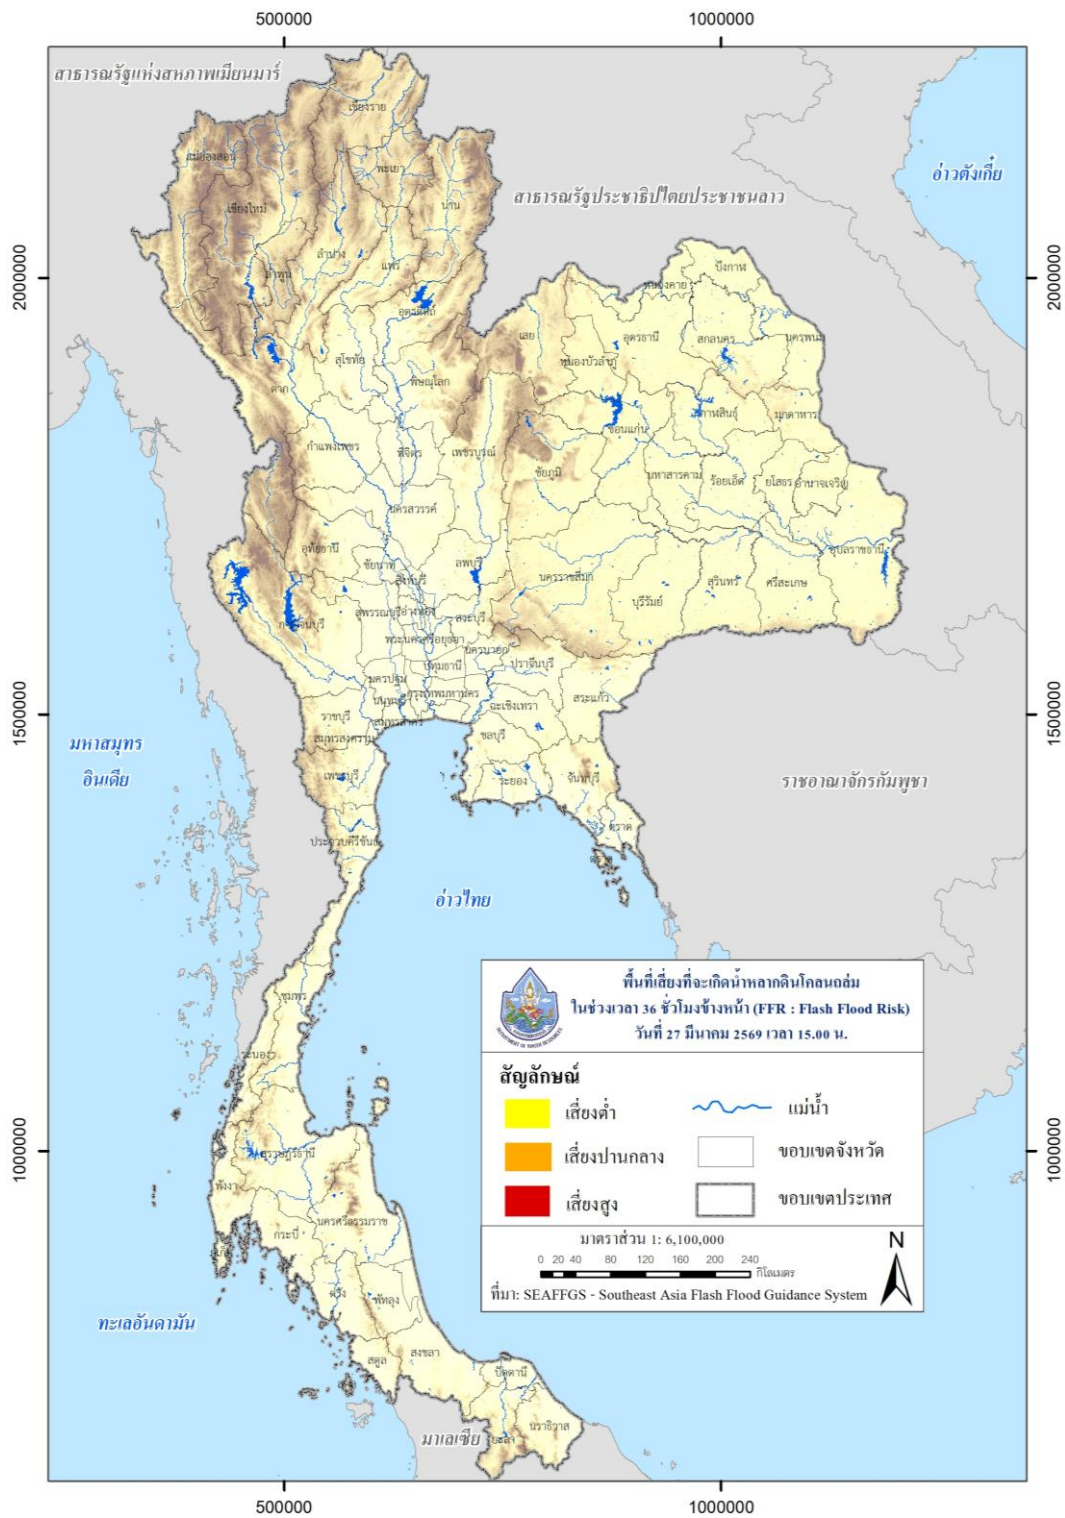 500000
1000000
สาธารณรัฐแห่งสหภาพเมียนมาร์
เชียงราย
แม่ฮ่องสอน
พะเยา
อ่าวตังเกี๋ย
สาธารณรัฐประชาธิปไตยประชาชนลาว
เชียงใหม่
น่าน
ลำปาง
แพร่
ลำพูน
บึงกาฬ
2000000
2000000
หนองคาย
อุตรดิตถ์
เลย
อุดรธานี
สกลนคร
นครพนม
สุโขทัย
หนองบัวลำภู
ตาก
พิษณุโลก
กาฬสินธุ์
มุกดาหาร
ขอนแก่น
กำแพงเพชร
พิจิตร
เพชรบูรณ์
ชัยภูมิ
มหาสารคาม
ร้อยเอ็ด
ยโสธร
อำนาจเจริญ
นครสวรรค์
อุทัยธานี
อุบลราชธานี
ชัยนาท
ลพบุรี
สิงห์บุรี
นครราชสีมา
สุรินทร์
ศรีสะเกษ
บุรีรัมย์
สุพรรณบุรี
อ่างทอง
สระบุรี
กาญจนบุรี
พระนครศรีอยุธยา
นครนายก
ปทุมธานี
ปราจีนบุรี
นครปฐม
กรุงเทพมหานคร
นนทบุรี
สระแก้ว
ฉะเชิงเทรา
1500000
1500000
ราชบุรี
สมุทรสาคร
สมุทรสงคราม
ชลบุรี
มหาสมุทร
อินเดีย
เพชรบุรี
ระยอง
จันทบุรี
ราชอาณาจักรกัมพูชา
ตราด
ประจวบคีรีขันธ์
ตราด
อ่าวไทย
ชุมพร
ระนอง
พื้นที่เสี่ยงที่จะเกิดน้ำหลากดินโคลนถล่ม
ในช่วงเวลา 36 ชั่วโมงข้างหน้า (FFR : Flash Flood Risk)
วันที่ 27 มีนาคม 2569 เวลา 15.00 น.
DEPARTMENT OF WATER RESOURCES
สัญลักษณ์
เสี่ยงต่ำ
แม่น้ำ
เสี่ยงปานกลาง
ขอบเขตจังหวัด
เสี่ยงสูง
ขอบเขตประเทศ
มาตราส่วน 1: 6,100,000
0 20 40 80 120 160 200 240
กิโลเมตร
N
ที่มา: SEAFFGS - Southeast Asia Flash Flood Guidance System
1000000
1000000
สุราษฎร์ธานี
พังงา
นครศรีธรรมราช
กระบี่
ภูเก็ต
ตรัง
พัทลุง
ทะเลอันดามัน
สตูล
สงขลา
ปัตตานี
นราธิวาส
ยะลา
มาเลเซีย
500000
1000000